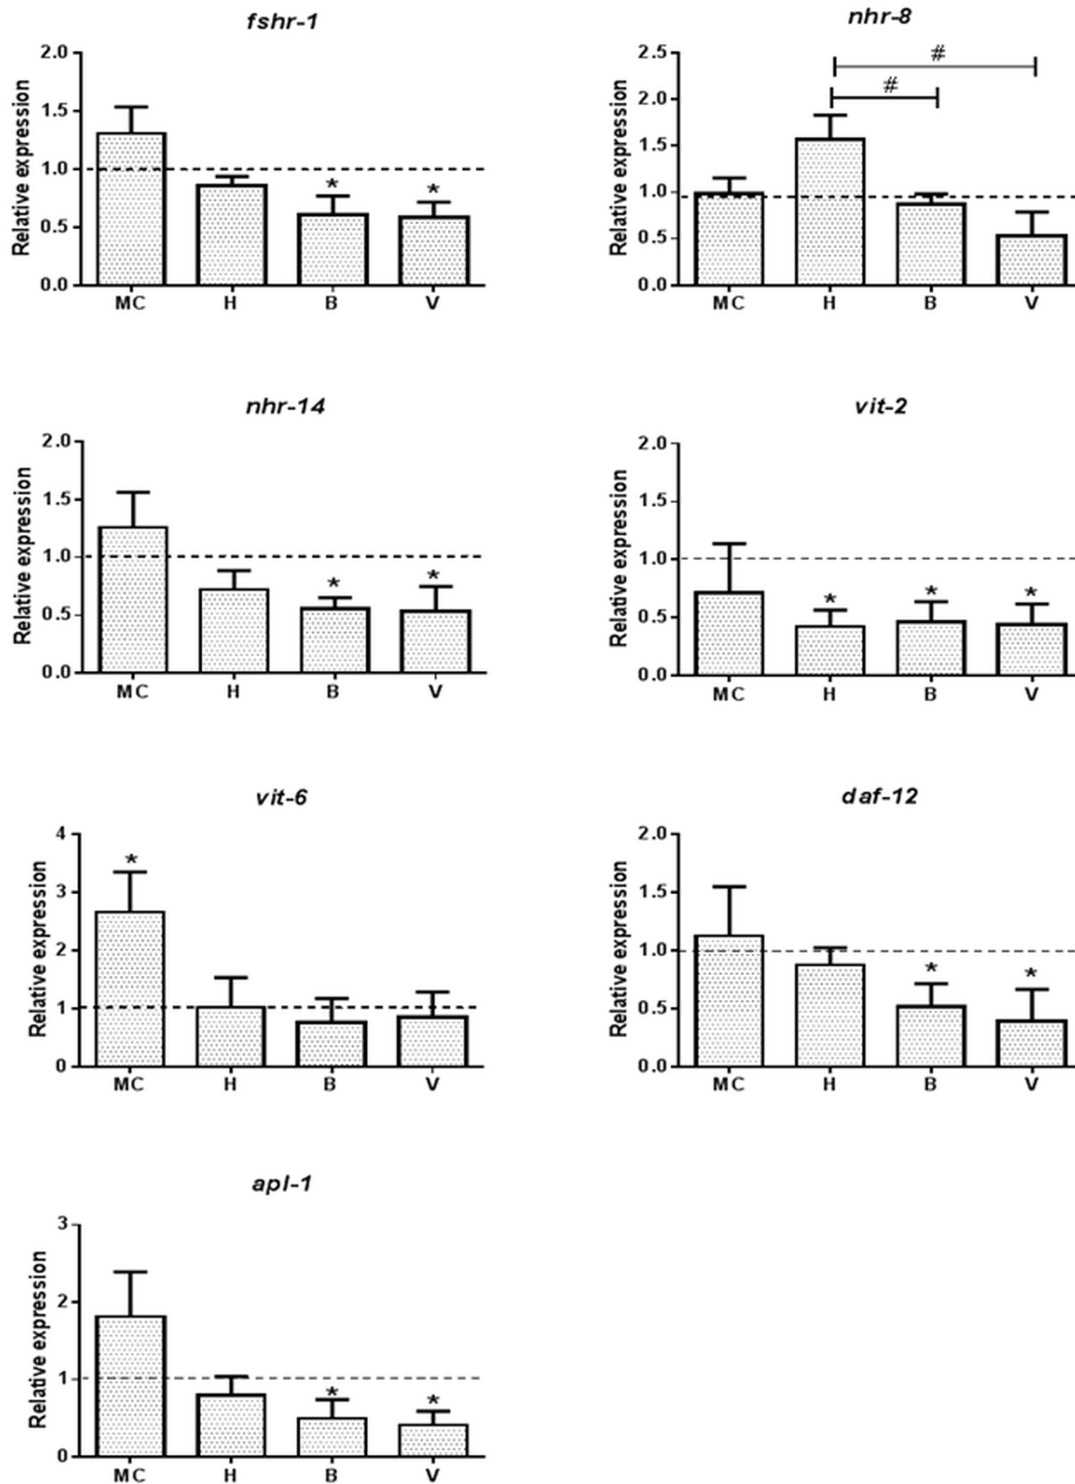 fshr-1
Relative expression
2.0
1.5
1.0
0.5
0.0
* *
MC H B V
nhr-8
Relative expression
2.5
2.0
1.5
1.0
0.5
0.0
#
#
MC H B V
nhr-14
Relative expression
2.0
1.5
1.0
0.5
0.0
* *
MC H B V
vit-2
Relative expression
2.0
1.5
1.0
0.5
0.0
* * *
MC H B V
vit-6
Relative expression
4
3
2
1
0
*
MC H B V
daf-12
Relative expression
2.0
1.5
1.0
0.5
0.0
* *
MC H B V
apl-1
Relative expression
3
2
1
0
* *
MC H B V